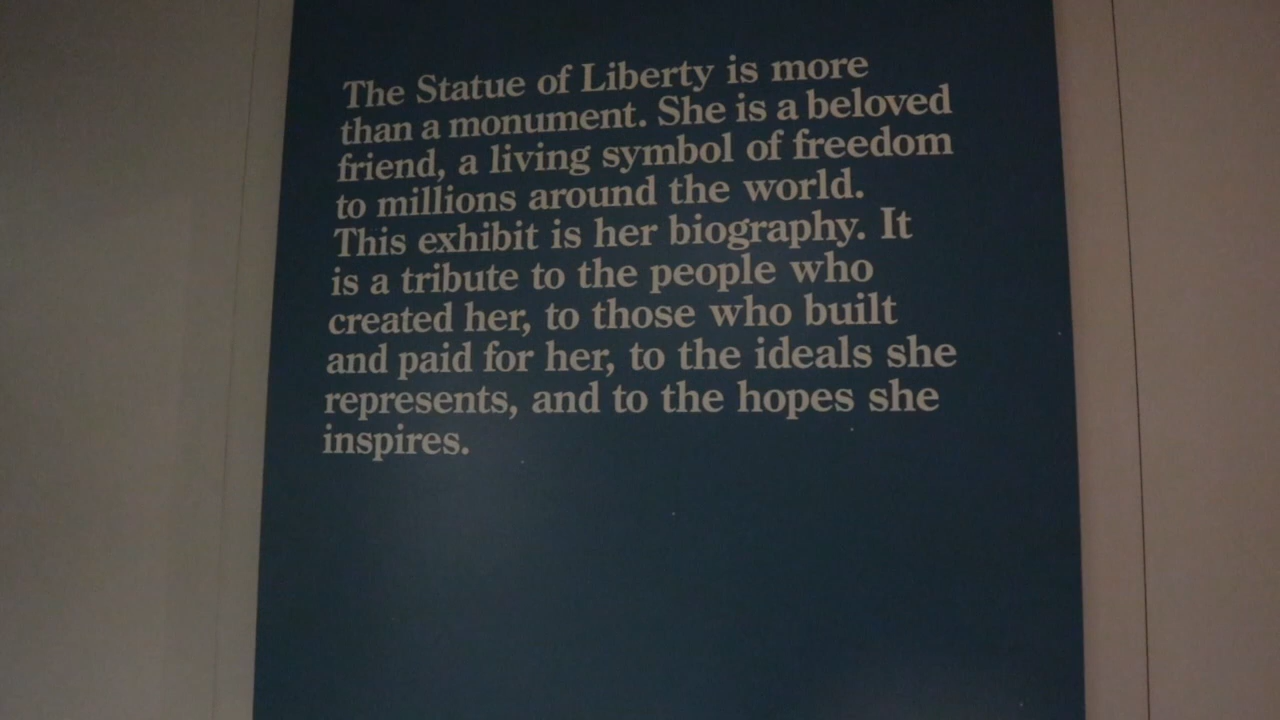 The Statue of Liberty is more
than a monument. She is a beloved
friend, a living symbol of freedom
to millions around the world.
This exhibit is her biography. It
is a tribute to the people who
created her, to those who built
and paid for her, to the ideals she
represents, and to the hopes she
inspires.